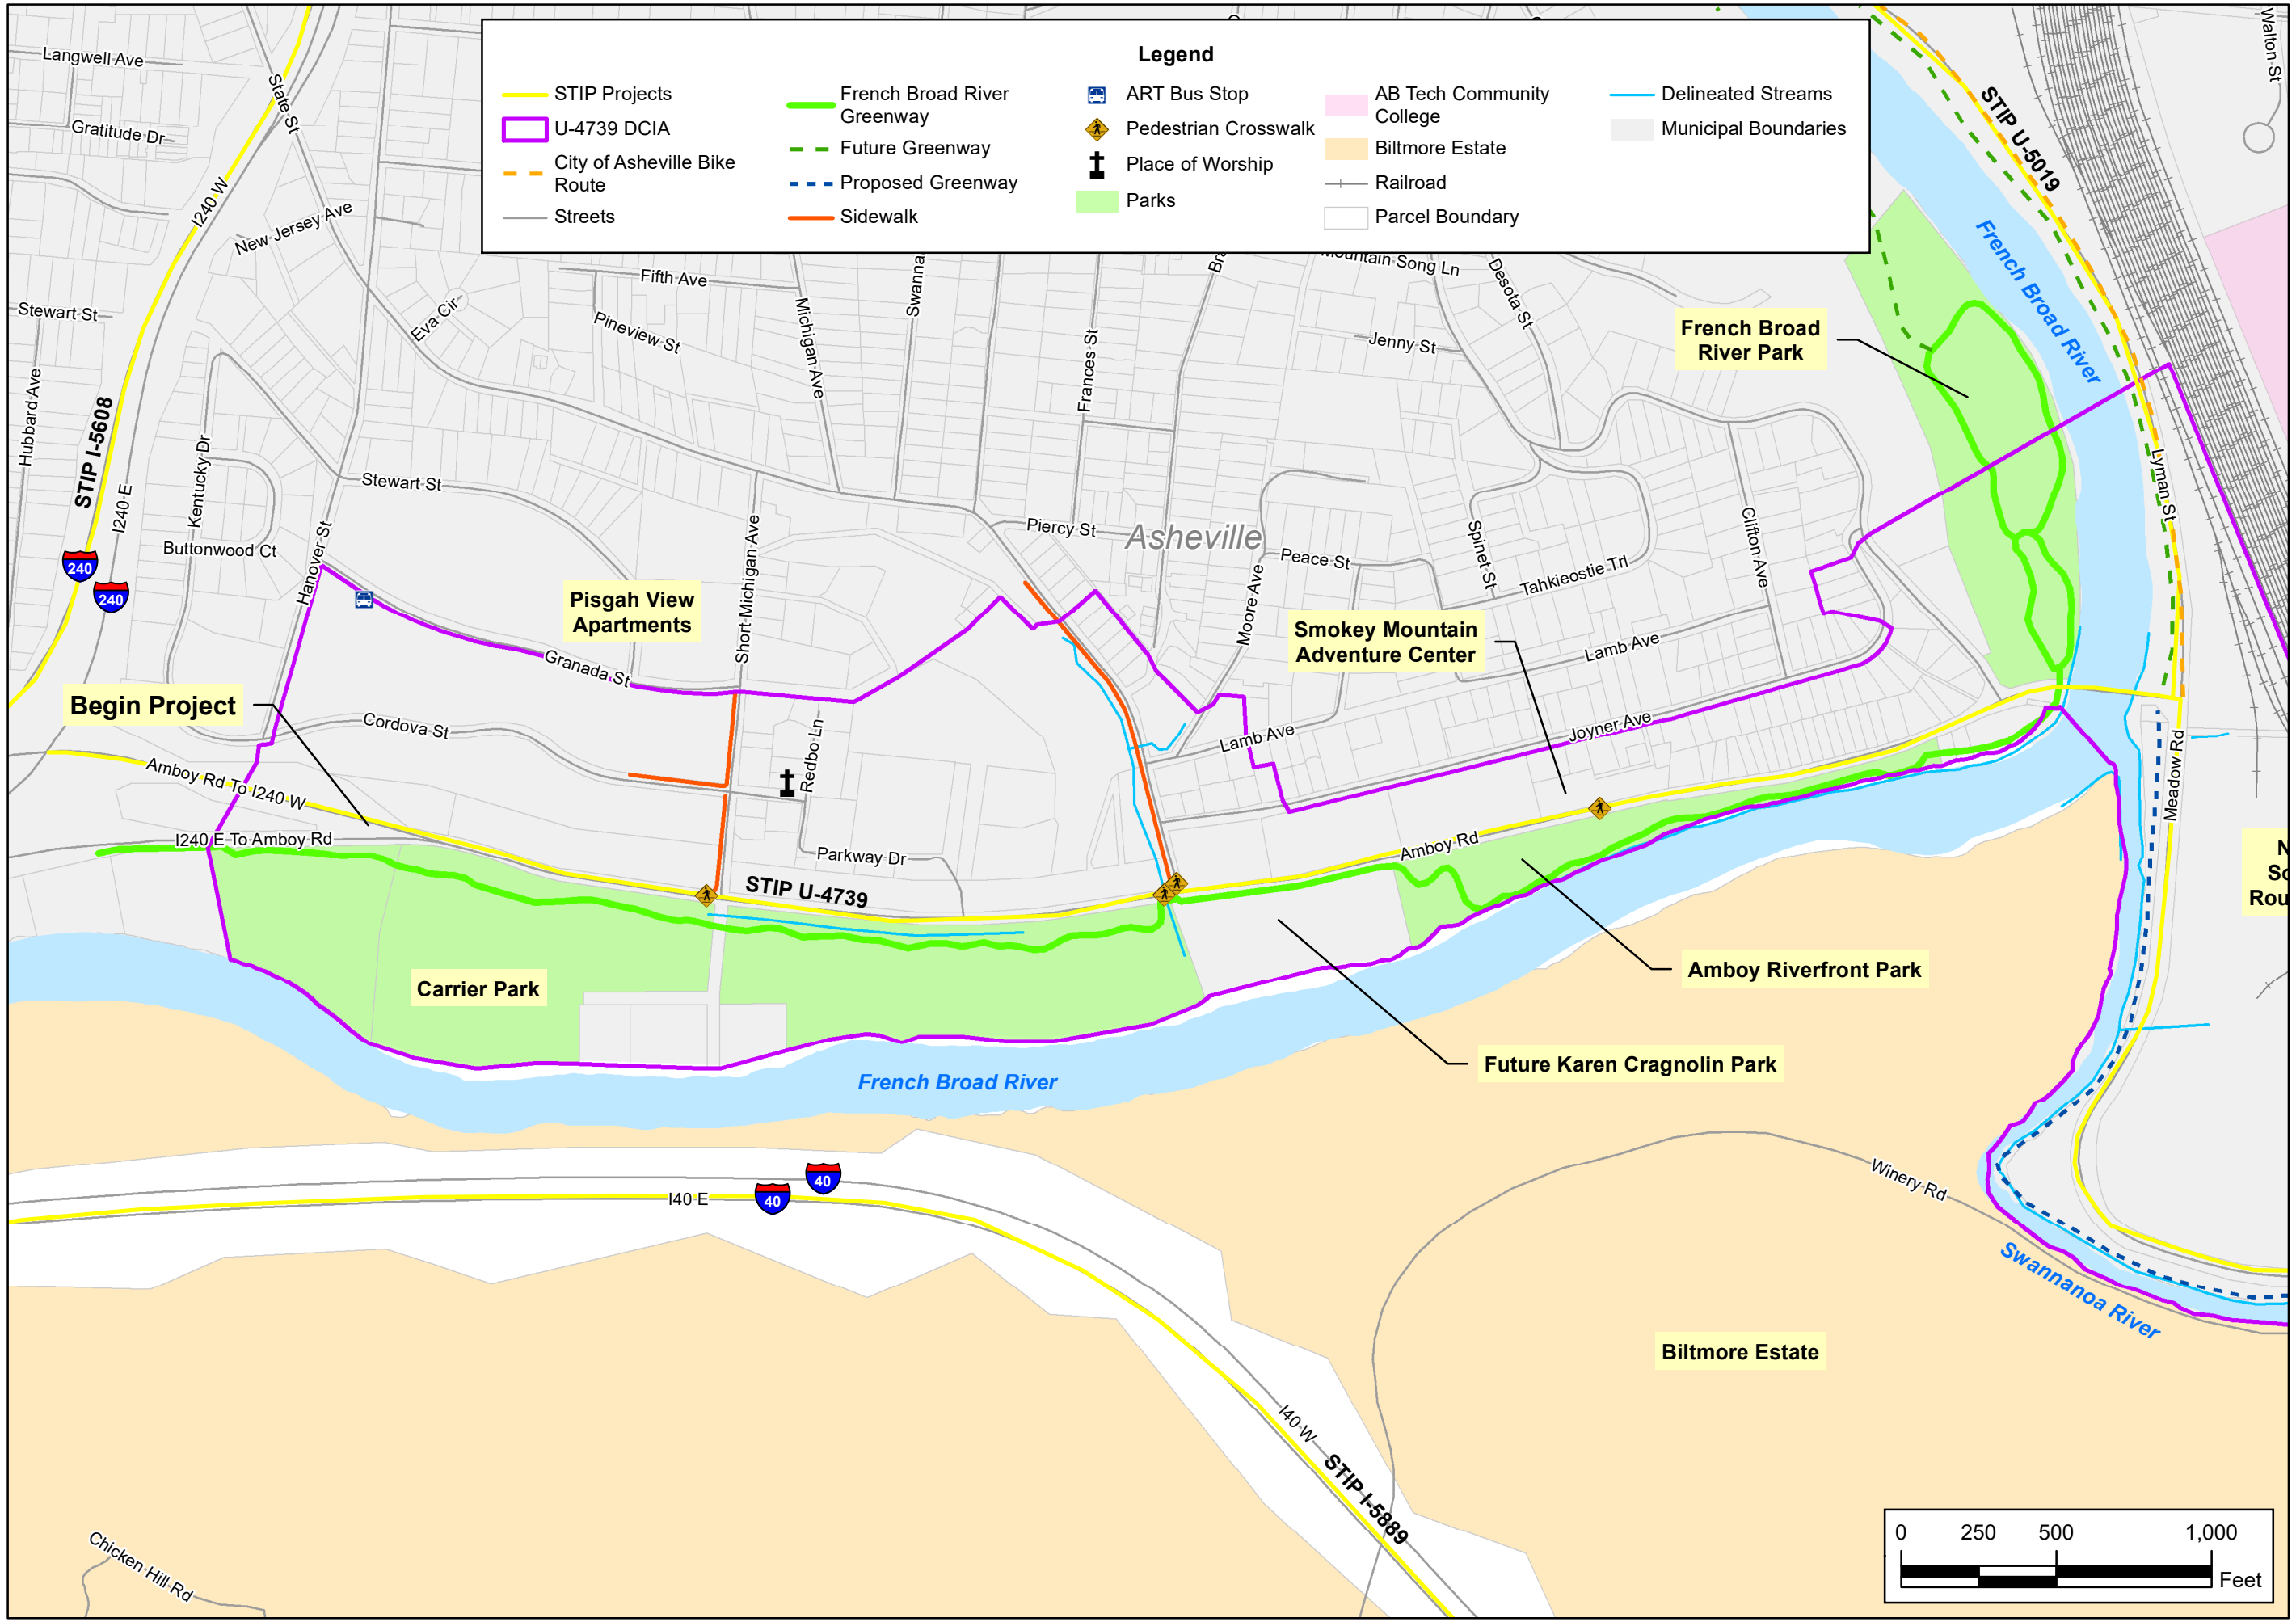 Legend
STIP Projects
U-4739 DCIA
City of Asheville Bike
Route
Streets
French Broad River
Greenway
Future Greenway
Proposed Greenway
Sidewalk
ART Bus Stop
Pedestrian Crosswalk
Place of Worship
Parks
AB Tech Community
College
Biltmore Estate
Railroad
Parcel Boundary
Delineated Streams
Municipal Boundaries
Langwell Ave
State St
Gratitude Dr
I240 W
New Jersey Ave
Stewart St
Eva Cir
Fifth Ave
Pineview St
Michigan Ave
Frances St
Mountain Song Ln
Desota St
Jenny St
Walton St
STIP U-5019
French Broad River
French Broad
River Park
Hubbard Ave
STIP I-5608
I240 E
Kentucky Dr
Buttonwood Ct
Hanover St
Stewart St
240
240
Short Michigan Ave
Piercy St
Asheville
Peace St
Moore Ave
Spinet St
Tahkieostie Trl
Clifton Ave
Lyman St
Pisgah View
Apartments
Granada St
Smokey Mountain
Adventure Center
Lamb Ave
Begin Project
Cordova St
Redbo Ln
Lamb Ave
Joyner Ave
Meadow Rd
Amboy Rd To I240 W
I240 E To Amboy Rd
Parkway Dr
Amboy Rd
STIP U-4739
Carrier Park
Amboy Riverfront Park
Future Karen Cragnolin Park
French Broad River
Winery Rd
40
40
I40 E
Swannanoa River
Biltmore Estate
I40 W
STIP I-5889
Chicken Hill Rd
0 250 500 1,000
Feet